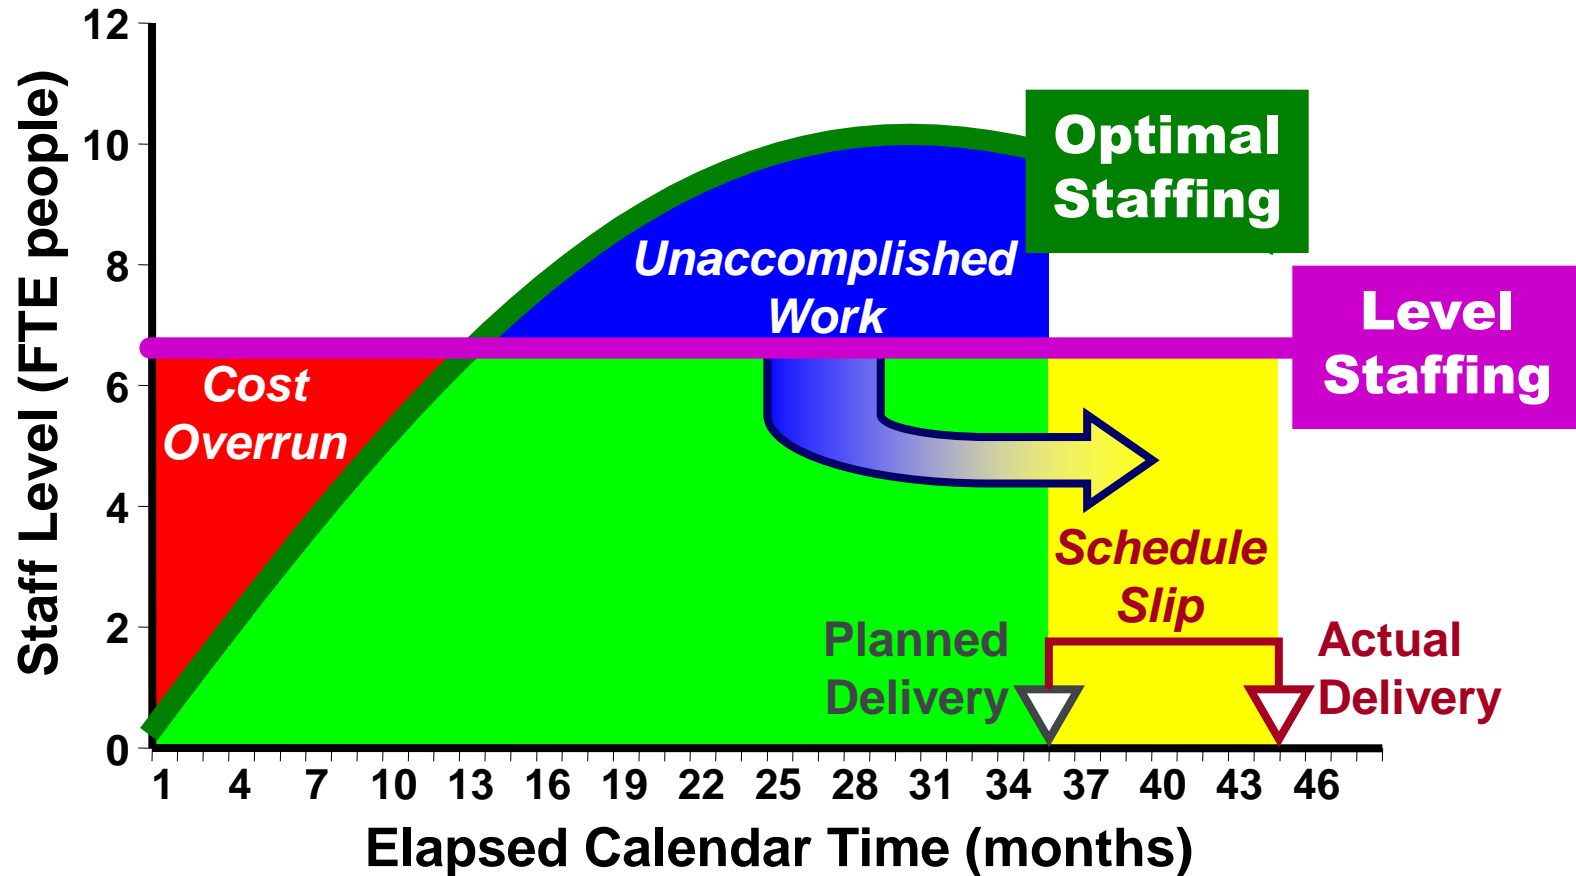 12
10
8
6
4
2
0
Staff Level (FTE people)
Optimal
Staffing
Level
Staffing
Unaccomplished
Work
Cost
Overrun
Schedule
Slip
Planned
Delivery
Actual
Delivery
1 4 7 10 13 16 19 22 25 28 31 34 37 40 43 46
Elapsed Calendar Time (months)